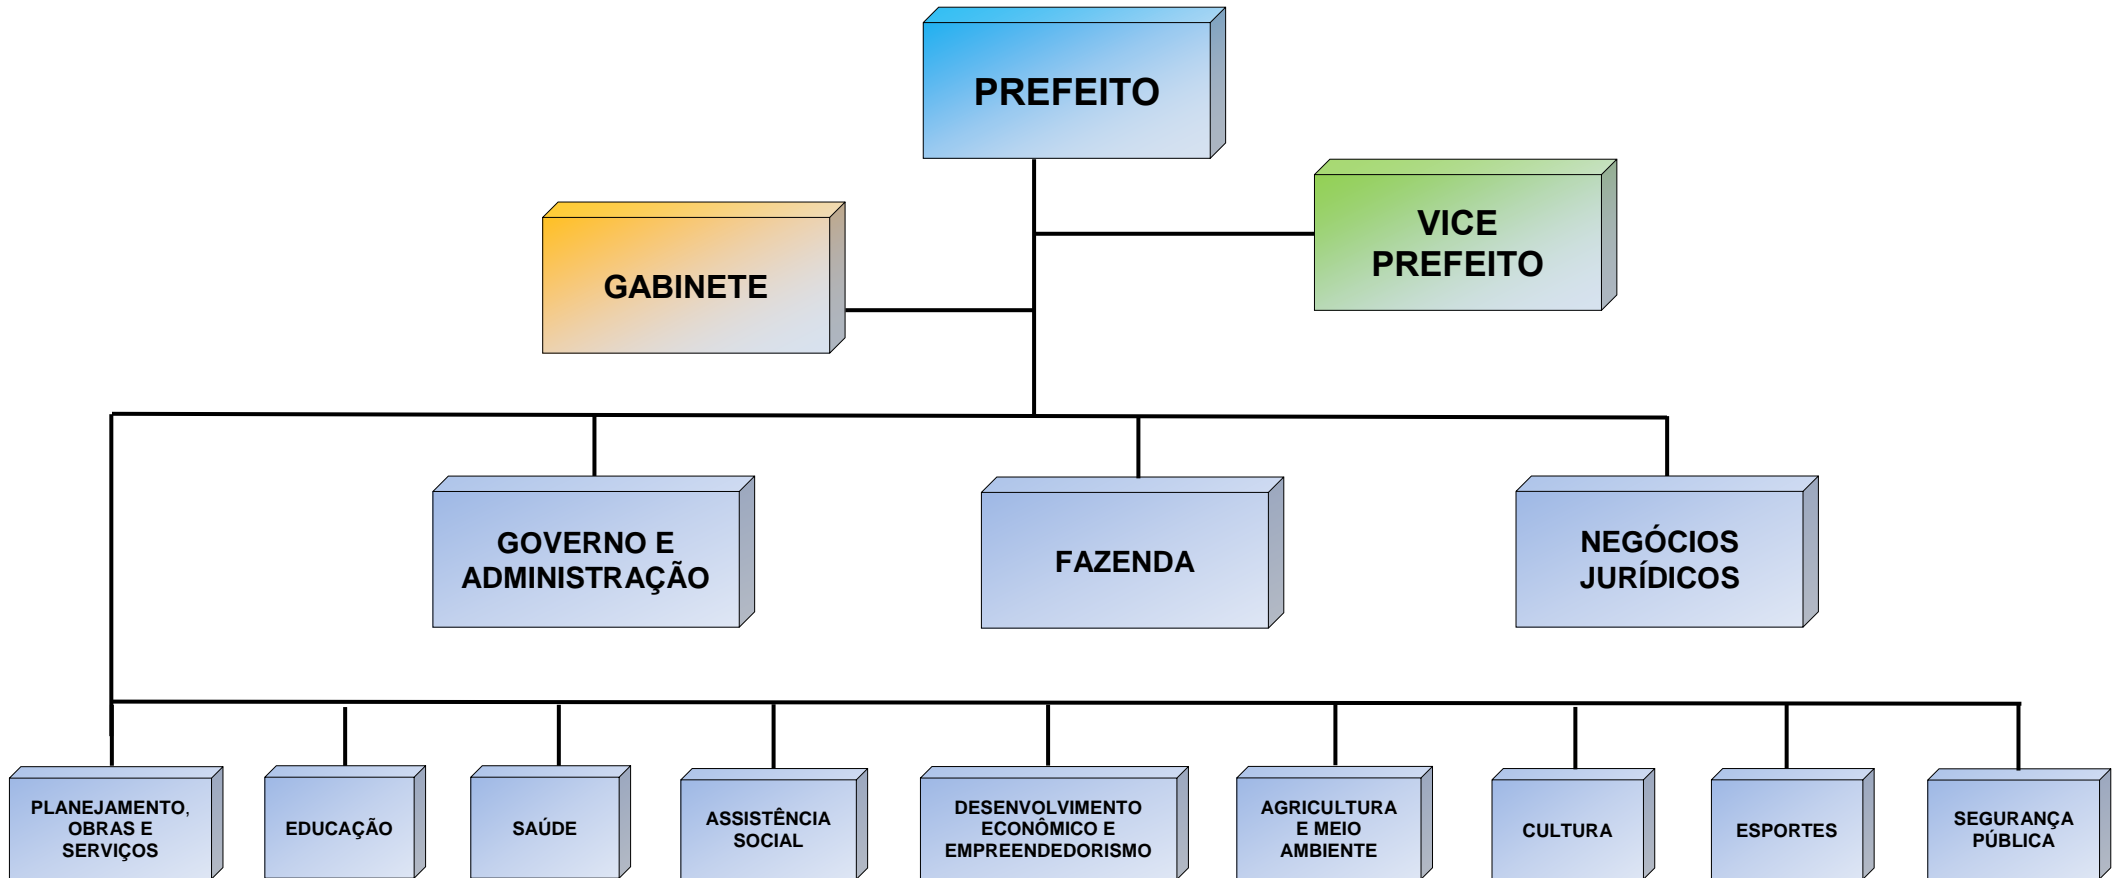 PREFEITO
VICE
PREFEITO
GABINETE
GOVERNO E
ADMINISTRAÇÃO
FAZENDA
NEGÓCIOS
JURÍDICOS
PLANEJAMENTO,
OBRAS E
SERVIÇOS
EDUCAÇÃO
SAÚDE
ASSISTÊNCIA
SOCIAL
DESENVOLVIMENTO
ECONÔMICO E
EMPREENDEDORISMO
AGRICULTURA
E MEIO
AMBIENTE
CULTURA
ESPORTES
SEGURANÇA
PÚBLICA